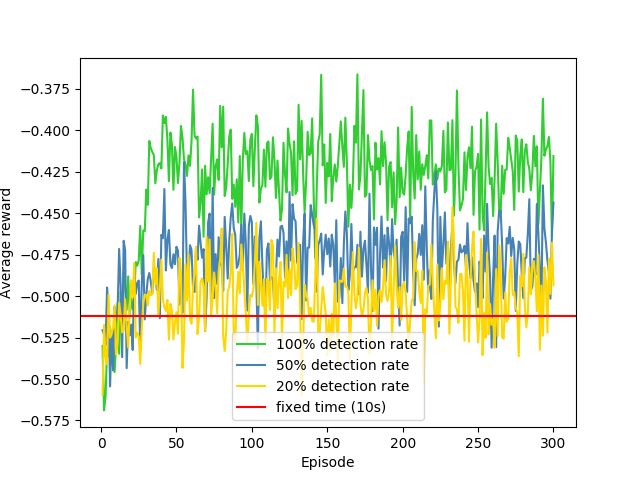 −0.375
−0.400
−0.425
−0.450
−0.475
−0.500
−0.525
−0.550
−0.575
Average reward
100% detection rate
50% detection rate
20% detection rate
fixed time (10s)
0 50 100 150 200 250 300
Episode